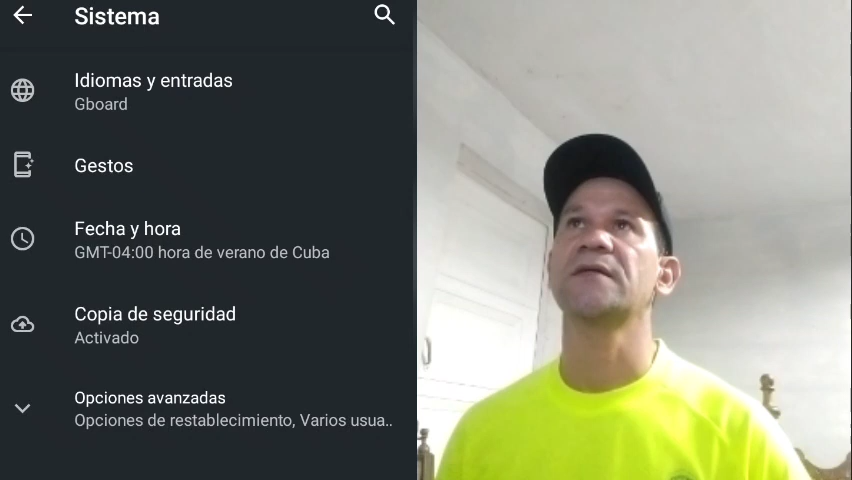 Sistema
Idiomas y entradas
Gboard
Gestos
Fecha y hora
GMT-04:00 hora de verano de Cuba
Copia de seguridad
Activado
Opciones avanzadas
Opciones de restablecimiento, Varios usua..